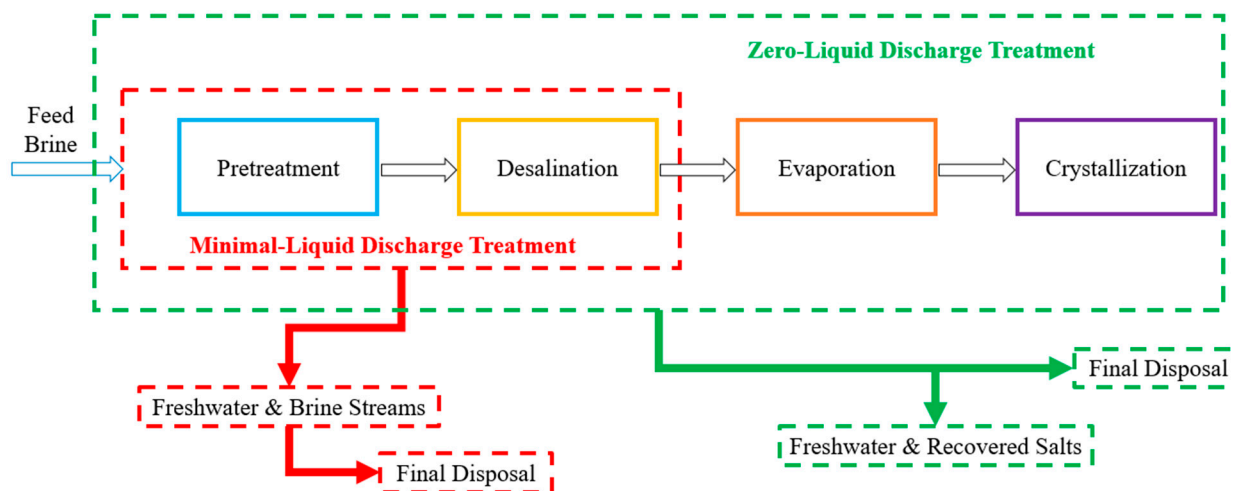 Zero-Liquid Discharge Treatment
Feed
Brine
Pretreatment
Desalination
Evaporation
Crystallization
Minimal-Liquid Discharge Treatment
Final Disposal
Freshwater & Brine Streams
Freshwater & Recovered Salts
Final Disposal